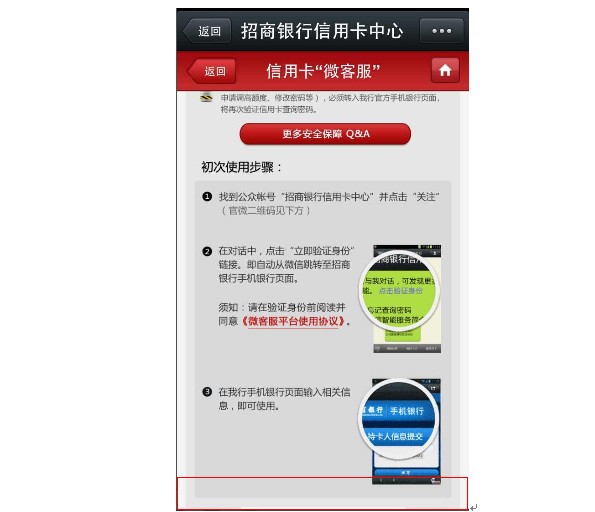 返回
招商银行信用卡中心
返回
信用卡“微客服”
申请调高额度、修改密码等），必须转入我行官方手机银行页面，
将再次验证信用卡查询密码。
更多安全保障 Q&A
初次使用步骤：
❶ 找到公众帐号“招商银行信用卡中心”并点击“关注”
（官微二维码见下方）
❷ 在对话中，点击“立即验证身份”
链接。即自动从微信跳转至招商
银行手机银行页面。
须知：请在验证身份前阅读并
同意《微客服平台使用协议》。
招商银行信用
与我对话，可发现更
能。点击验证身份
忘记查询密码
❸ 在我行手机银行页面输入相关信
息，即可使用。
手机银行
持卡人信息提交